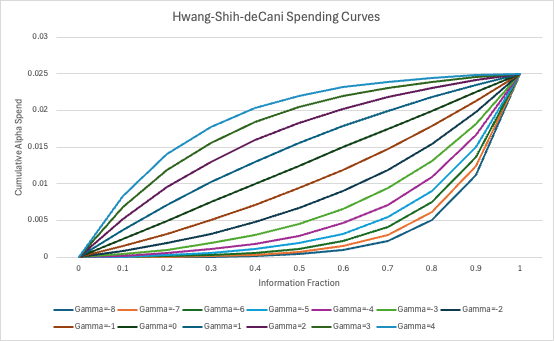 Hwang-Shih-deCani Spending Curves
0.03
0.025
0.02
0.015
0.01
0.005
0
Cumulative Alpha Spend
0 0.1 0.2 0.3 0.4 0.5 0.6 0.7 0.8 0.9 1
Information Fraction
Gamma=-8 Gamma=-7 Gamma=-6 Gamma=-5 Gamma=-4 Gamma=-3 Gamma=-2
Gamma=-1 Gamma=0 Gamma=1 Gamma=2 Gamma=3 Gamma=4